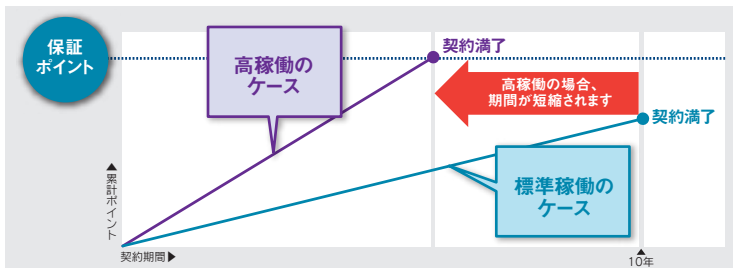 保証
ポイント
高稼働の
ケース
契約満了
高稼働の場合、
期間が短縮されます
契約満了
標準稼働の
ケース
▲累計ポイント
契約期間▶
▲
10年